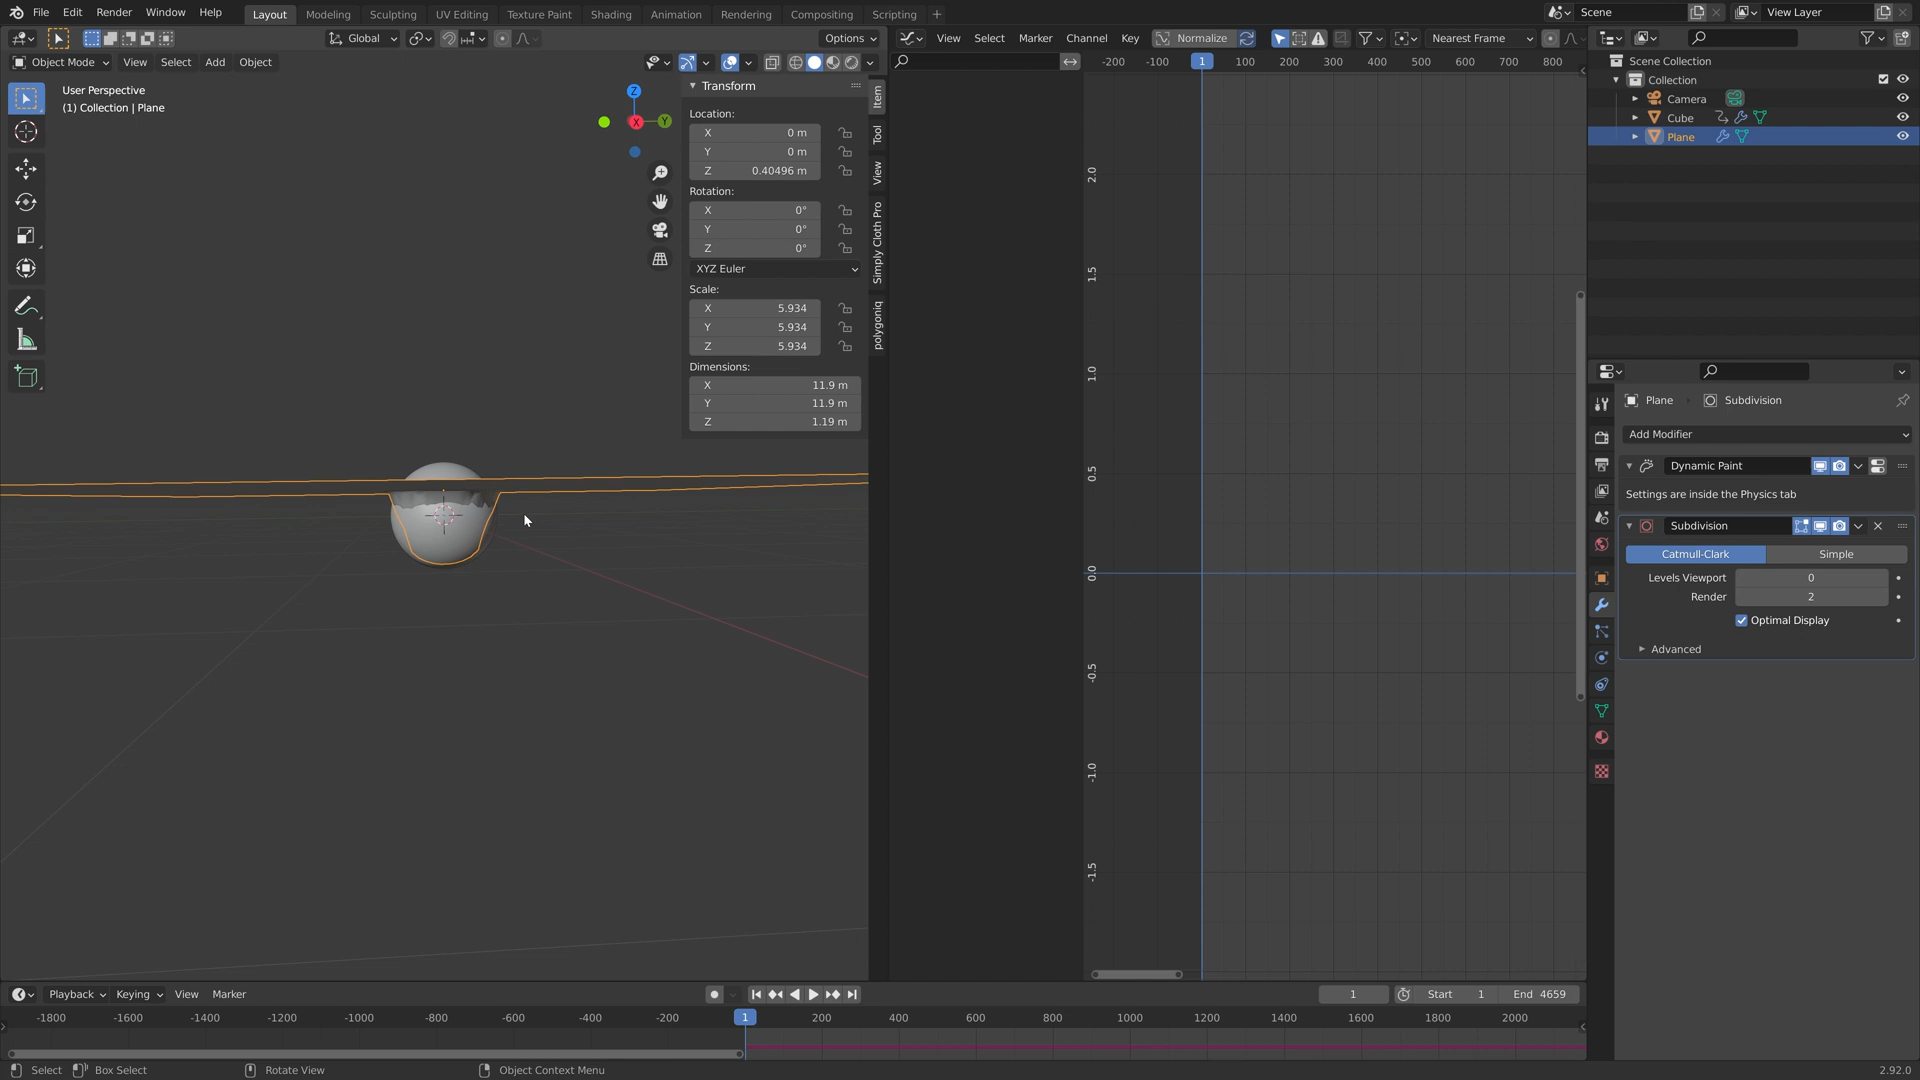 File Edit Render Window Help Layout Modeling Sculpting UV Editing Texture Paint Shading Animation Rendering Compositing Scripting + Scene View Layer
Global Options
View Select Marker Channel Key Normalize Nearest Frame
Object Mode View Select Add Object
-200 -100 1 100 200 300 400 500 600 700 800
User Perspective
(1) Collection | Plane
Z
X
Y
Transform
Location:
X 0 m
Y 0 m
Z 0.40496 m
Rotation:
X 0°
Y 0°
Z 0°
XYZ Euler
Scale:
X 5.934
Y 5.934
Z 5.934
Dimensions:
X 11.9 m
Y 11.9 m
Z 1.19 m
Item
Tool
View
Simply Cloth Pro
polygoniq
2.0
1.5
1.0
0.5
0.0
-0.5
-1.0
-1.5
Scene Collection
Collection
Camera
Cube
Plane
Plane Subdivision
Add Modifier
Dynamic Paint
Settings are inside the Physics tab
Subdivision
Catmull-Clark Simple
Levels Viewport 0
Render 2
Optimal Display
Advanced
Playback Keying View Marker 1 Start 1 End 4659
-1800 -1600 -1400 -1200 -1000 -800 -600 -400 -200 1 200 400 600 800 1000 1200 1400 1600 1800 2000
Select Box Select Rotate View Object Context Menu 2.92.0